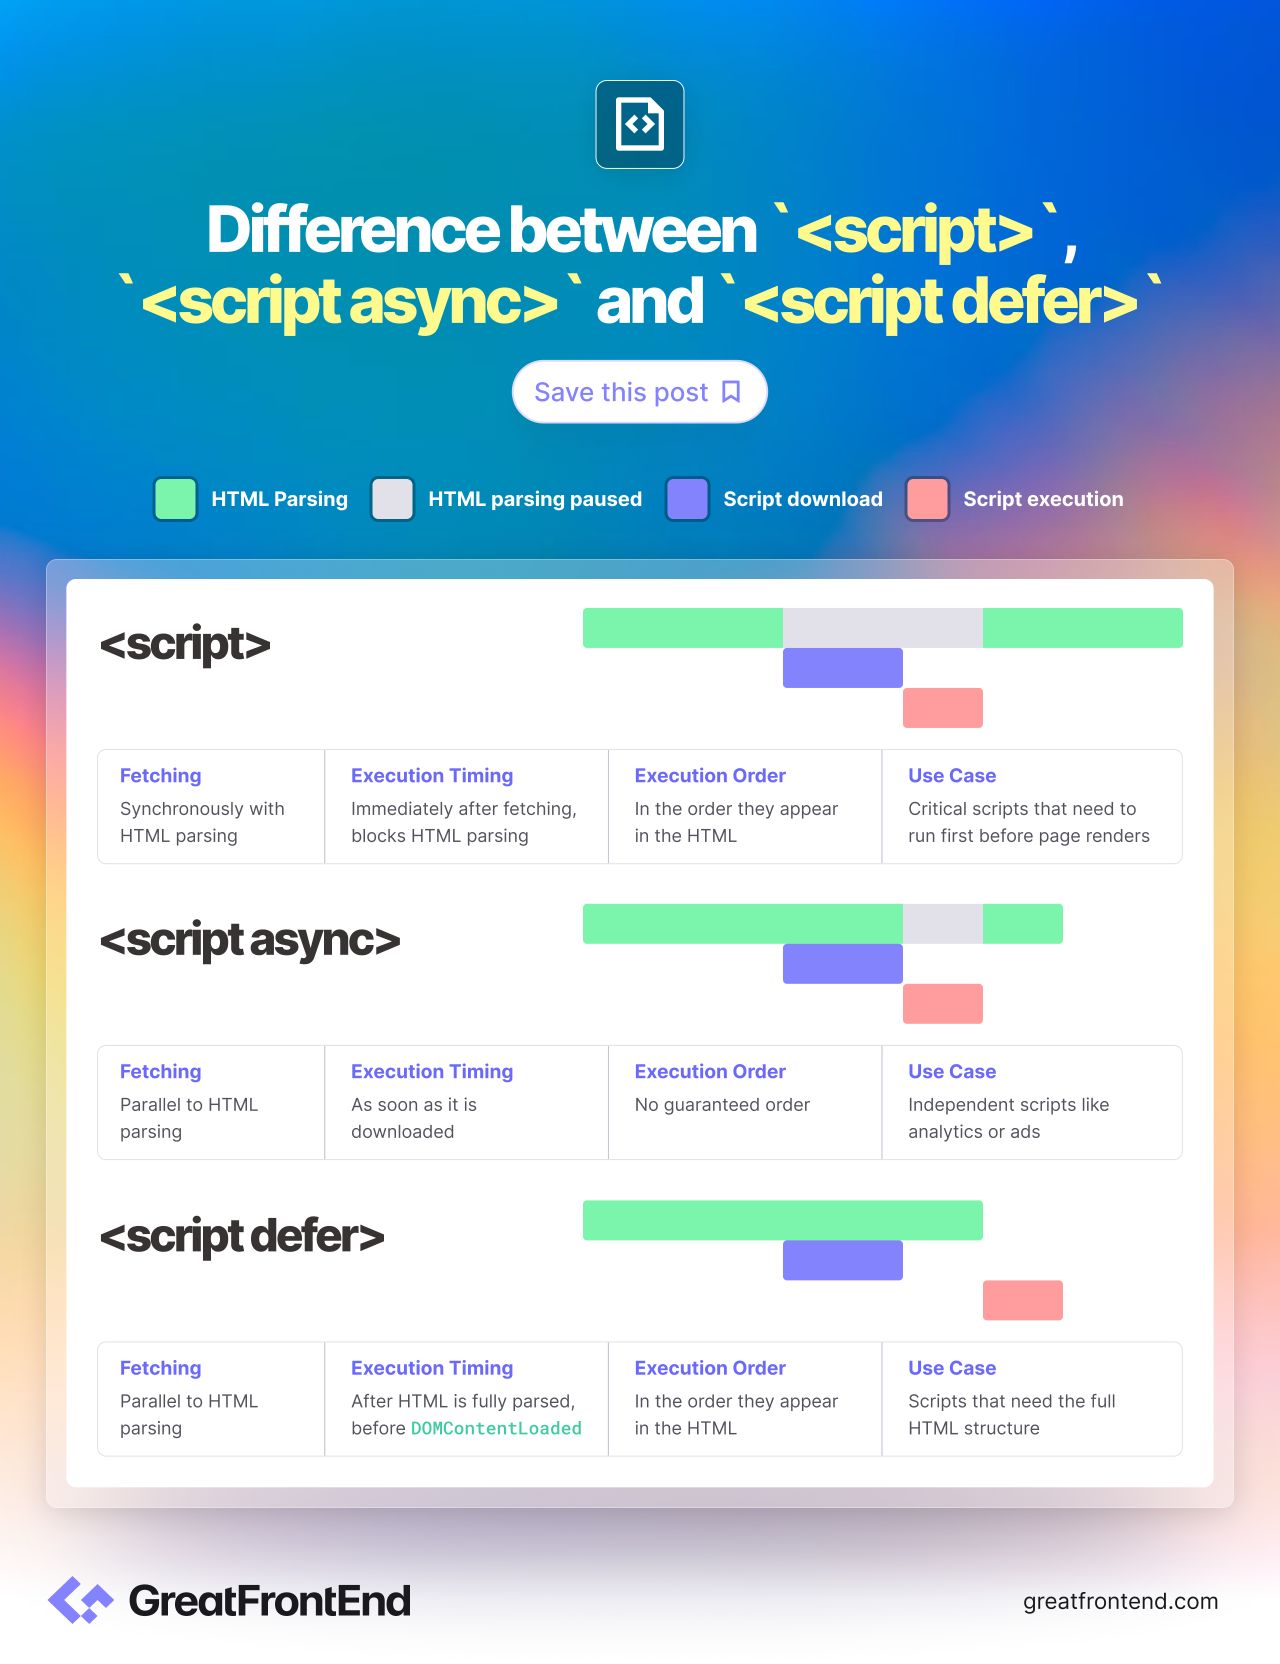 Difference between `<script>`,
`<script async>` and `<script defer>`
Save this post
HTML Parsing
HTML parsing paused
Script download
Script execution
<script>
Fetching
Synchronously with
HTML parsing
Execution Timing
Immediately after fetching,
blocks HTML parsing
Execution Order
In the order they appear
in the HTML
Use Case
Critical scripts that need to
run first before page renders
<script async>
Fetching
Parallel to HTML
parsing
Execution Timing
As soon as it is
downloaded
Execution Order
No guaranteed order
Use Case
Independent scripts like
analytics or ads
<script defer>
Fetching
Parallel to HTML
parsing
Execution Timing
After HTML is fully parsed,
before DOMContentLoaded
Execution Order
In the order they appear
in the HTML
Use Case
Scripts that need the full
HTML structure
GreatFrontEnd
greatfrontend.com